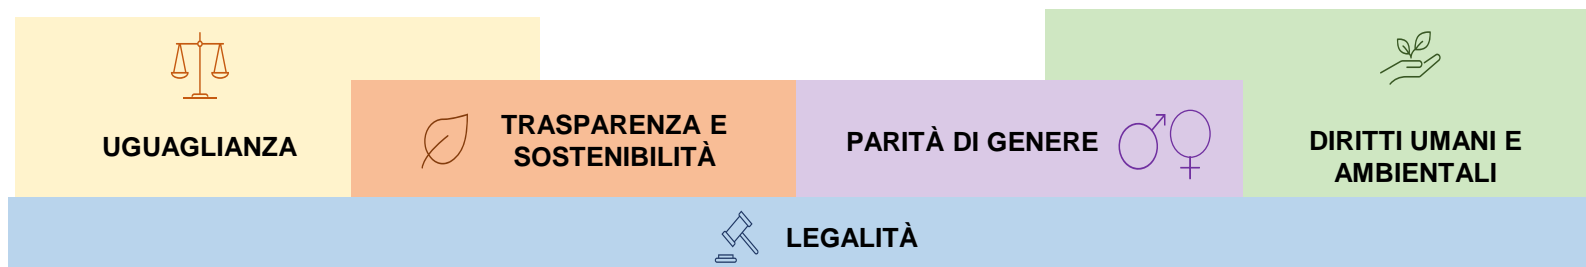 UGUAGLIANZA
TRASPARENZA E
SOSTENIBILITÀ
PARITÀ DI GENERE
DIRITTI UMANI E
AMBIENTALI
LEGALITÀ